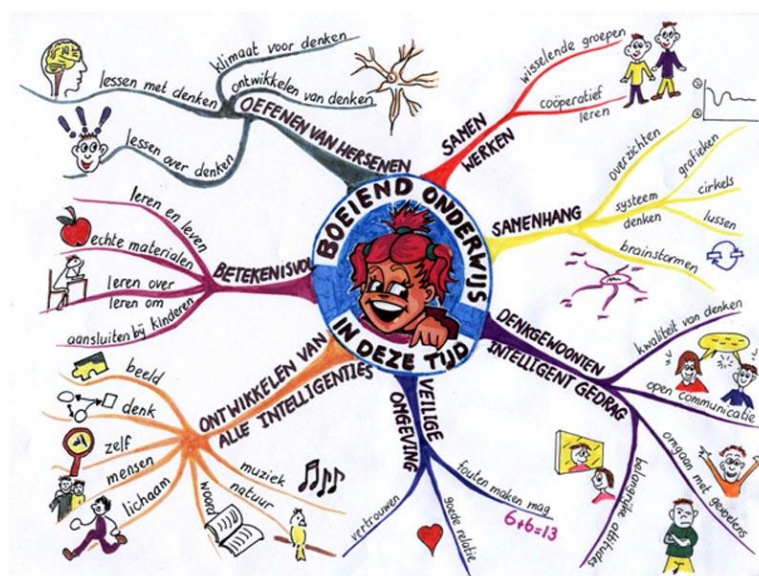 BOEIEND ONDERWIJS
IN DEZE TIJD
OEFENEN VAN HERSENEN
klimaat voor denken
ontwikkelen van denken
lessen met denken
lessen over denken
SAMEN
WERKEN
wisselende groepen
coöperatief
leren
SAMENHANG
overzichten
systeem
denken
grafieken
cirkels
lussen
brainstormen
DENKGEWOONTEN
INTELLIGENT GEDRAG
kwaliteit van denken
open communicatie
omgaan met gevoelens
belangrijke attitudes
VEILIGE
OMGEVING
fouten maken mag
6+6=13
goede relatie
vertrouwen
ONTWIKKELEN VAN
ALLE INTELLIGENTIES
beeld
denk
zelf
mensen
lichaam
woord
natuur
muziek
BETEKENISVOL
leren en leven
echte materialen
leren over
leren om
aansluiten bij kinderen